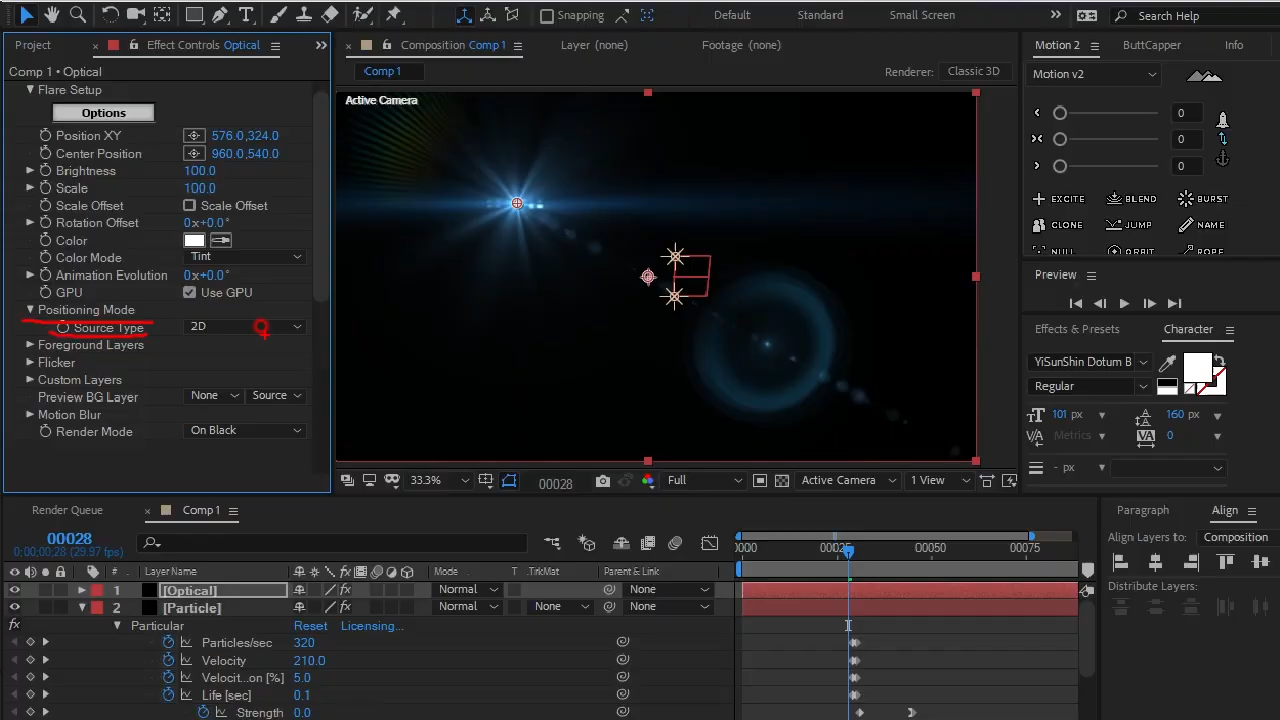 Snapping
Default
Standard
Small Screen
Search Help
Project
Effect Controls Optical
Composition Comp 1
Layer (none)
Footage (none)
Motion 2
ButtCapper
Info
Comp 1 • Optical
Comp 1
Renderer:
Classic 3D
Motion v2
Flare Setup
Options
Active Camera
Position XY
576.0,324.0
Center Position
960.0,540.0
Brightness
100.0
Scale
100.0
Scale Offset
Scale Offset
Rotation Offset
0x+0.0°
Color
Color Mode
Tint
Animation Evolution
0x+0.0°
GPU
Use GPU
Positioning Mode
Source Type
2D
Foreground Layers
Flicker
Custom Layers
Preview BG Layer
None
Source
Motion Blur
Render Mode
On Black
0
0
0
EXCITE
BLEND
BURST
CLONE
JUMP
NAME
NULL
ORBIT
ROPE
Preview
Effects & Presets
Character
YiSunShin Dotum B
Regular
101 px
160 px
Metrics
0
- px
33.3%
00028
Full
Active Camera
1 View
Render Queue
Comp 1
Paragraph
Align
00028
0;00;00;28 (29.97 fps)
00025
00050
00075
Align Layers to:
Composition
#
Layer Name
Mode
T
.TrkMat
Parent & Link
Distribute Layers:
1
[Optical]
Normal
None
2
[Particle]
Normal
None
None
Particular
Reset
Licensing...
Particles/sec
320
Velocity
210.0
Velocit...on [%]
5.0
Life [sec]
0.1
Strength
0.0